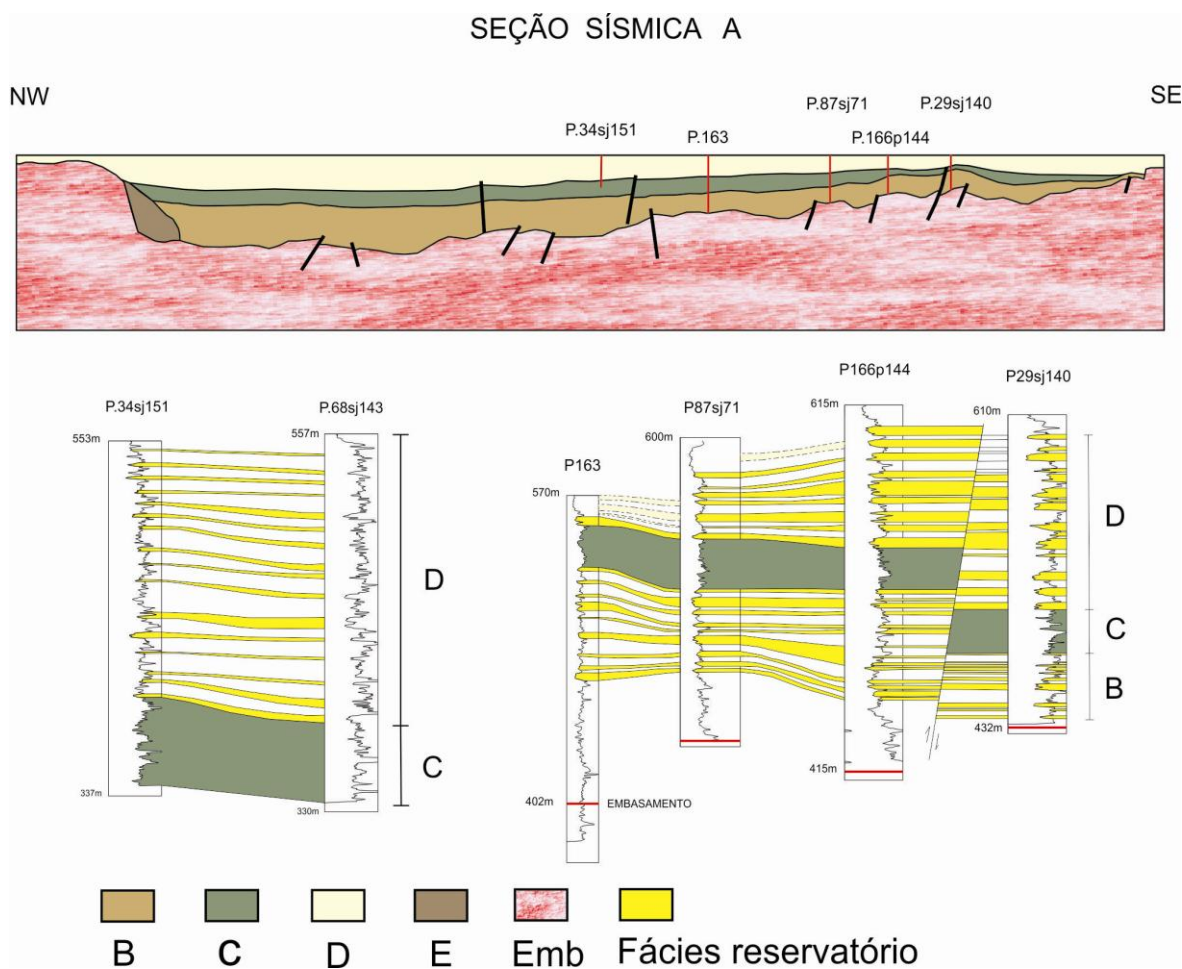 SEÇÃO SÍSMICA A
NW
SE
P.87sj71
P.29sj140
P.34sj151
P.163
P.166p144
P166p144
P29sj140
P.34sj151
P.68sj143
P87sj71
615m
610m
553m
557m
600m
P163
570m
D
D
C
B
432m
415m
C
337m
330m
402m
EMBASAMENTO
B
C
D
E
Emb
Fácies reservatório